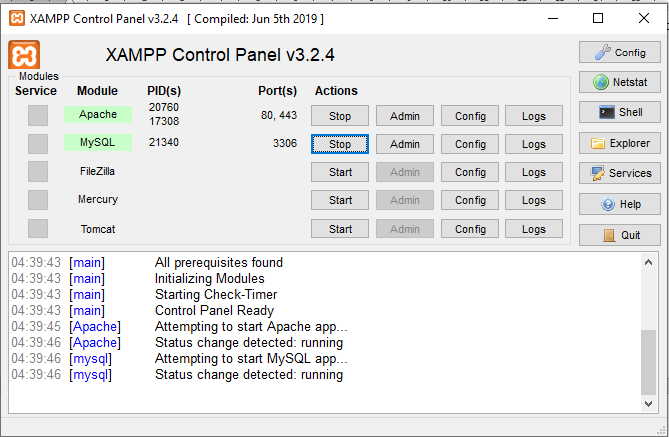 XAMPP Control Panel v3.2.4 [ Compiled: Jun 5th 2019 ]
XAMPP Control Panel v3.2.4
Config
Modules
Service Module PID(s) Port(s) Actions
Netstat
Apache 20760 17308 80, 443 Stop Admin Config Logs
Shell
MySQL 21340 3306 Stop Admin Config Logs
Explorer
FileZilla Start Admin Config Logs
Services
Mercury Start Admin Config Logs
Help
Tomcat Start Admin Config Logs
Quit
04:39:43 [main] All prerequisites found
04:39:43 [main] Initializing Modules
04:39:43 [main] Starting Check-Timer
04:39:43 [main] Control Panel Ready
04:39:45 [Apache] Attempting to start Apache app...
04:39:46 [Apache] Status change detected: running
04:39:46 [mysql] Attempting to start MySQL app...
04:39:46 [mysql] Status change detected: running